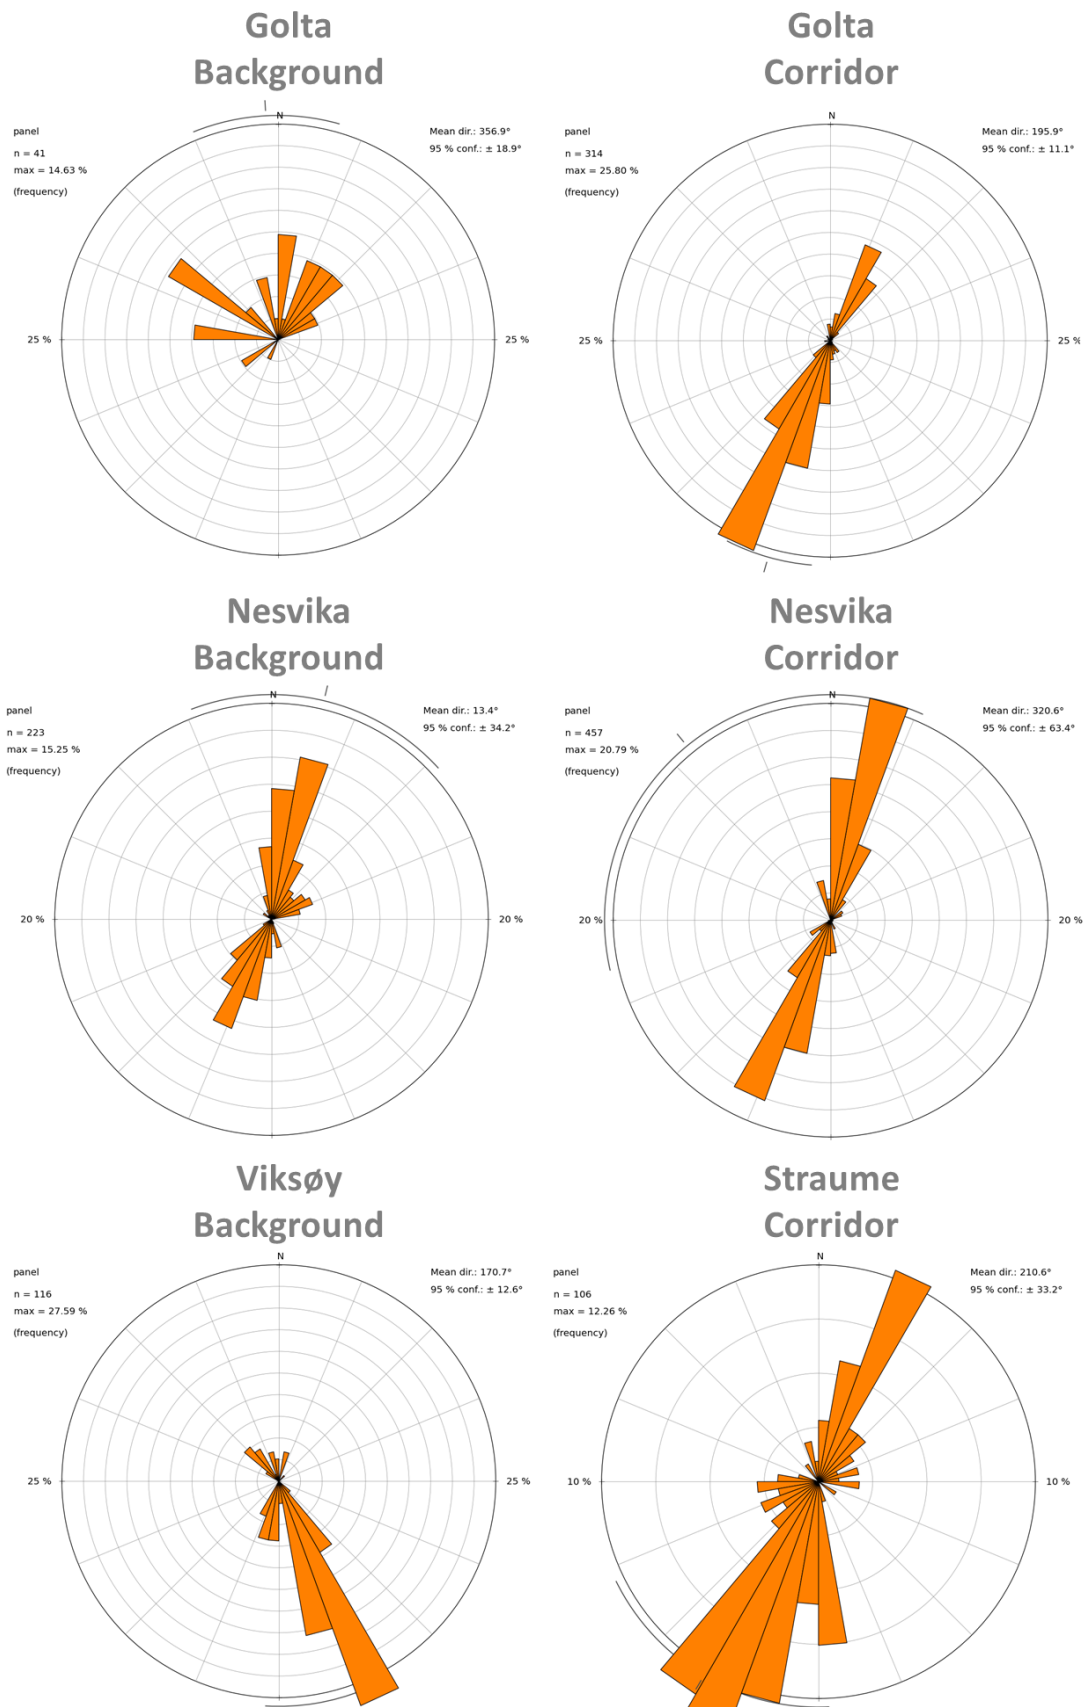 Golta
Background
N
panel
n = 41
max = 14.63 %
(frequency)
Mean dir.: 356.9°
95 % conf.: ± 18.9°
25 %
25 %
Golta
Corridor
N
panel
n = 314
max = 25.80 %
(frequency)
Mean dir.: 195.9°
95 % conf.: ± 11.1°
25 %
25 %
Nesvika
Background
N
panel
n = 223
max = 15.25 %
(frequency)
Mean dir.: 13.4°
95 % conf.: ± 34.2°
20 %
20 %
Nesvika
Corridor
N
panel
n = 457
max = 20.79 %
(frequency)
Mean dir.: 320.6°
95 % conf.: ± 63.4°
20 %
20 %
Viksøy
Background
N
panel
n = 116
max = 27.59 %
(frequency)
Mean dir.: 170.7°
95 % conf.: ± 12.6°
25 %
25 %
Straume
Corridor
N
panel
n = 106
max = 12.26 %
(frequency)
Mean dir.: 210.6°
95 % conf.: ± 33.2°
10 %
10 %